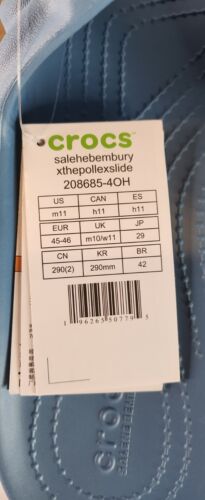 crocs™
salehebembury
xthepollexslide
208685-4OH
US CAN ES
m11 h11 h11
EUR UK JP
45-46 m10/w11 29
CN KR BR
290(2) 290mm 42
1 96265 50779 5
crocs